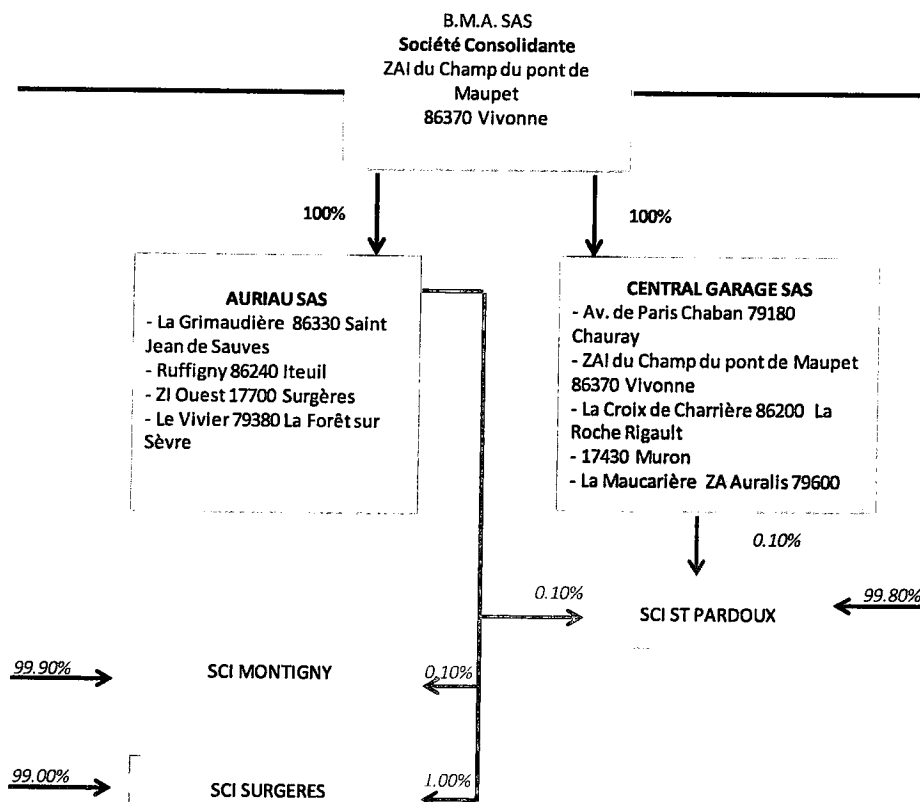 B.M.A. SAS
Société Consolidante
ZAI du Champ du pont de
Maupet
86370 Vivonne
100%
100%
AURIAU SAS
- La Grimaudière 86330 Saint
Jean de Sauves
- Ruffigny 86240 Iteuil
- ZI Ouest 17700 Surgères
- Le Vivier 79380 La Forêt sur
Sèvre
CENTRAL GARAGE SAS
- Av. de Paris Chaban 79180
Chauray
- ZAI du Champ du pont de Maupet
86370 Vivonne
- La Croix de Charrière 86200 La
Roche Rigault
- 17430 Muron
- La Maucarière ZA Auralis 79600
0.10%
0.10%
SCI ST PARDOUX
99.80%
99.90%
SCI MONTIGNY
0.10%
99.00%
SCI SURGERES
1.00%